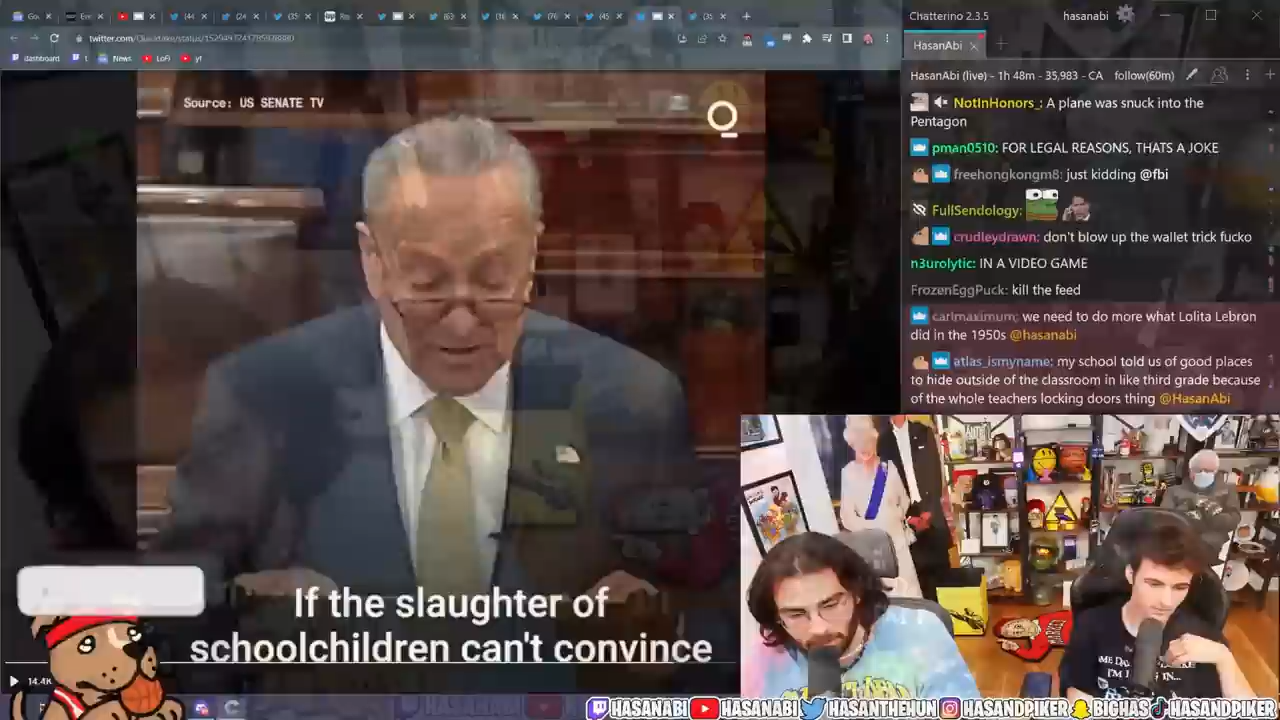 Chatterino 2.3.5
hasanabi
HasanAbi
twitter.com/
dashboard
News
LoFi
yt
HasanAbi (live) - 1h 48m - 35,983 - CA
follow(60m)
Source: US SENATE TV
NotInHonors_: A plane was snuck into the
Pentagon
pman0510: FOR LEGAL REASONS, THATS A JOKE
freehongkongm8: just kidding @fbi
FullSendology:
crudleydrawn: don't blow up the wallet trick fucko
n3urolytic: IN A VIDEO GAME
FrozenEggPuck: kill the feed
carlmaximum: we need to do more what Lolita Lebron
did in the 1950s @hasanabi
atlas_ismyname: my school told us of good places
to hide outside of the classroom in like third grade because
of the whole teachers locking doors thing @HasanAbi
If the slaughter of
schoolchildren can't convince
14.4K
HASANABI
HASANABI
HASANTHEHUN
HASANDPIKER
BIGHAS
HASANDPIKER